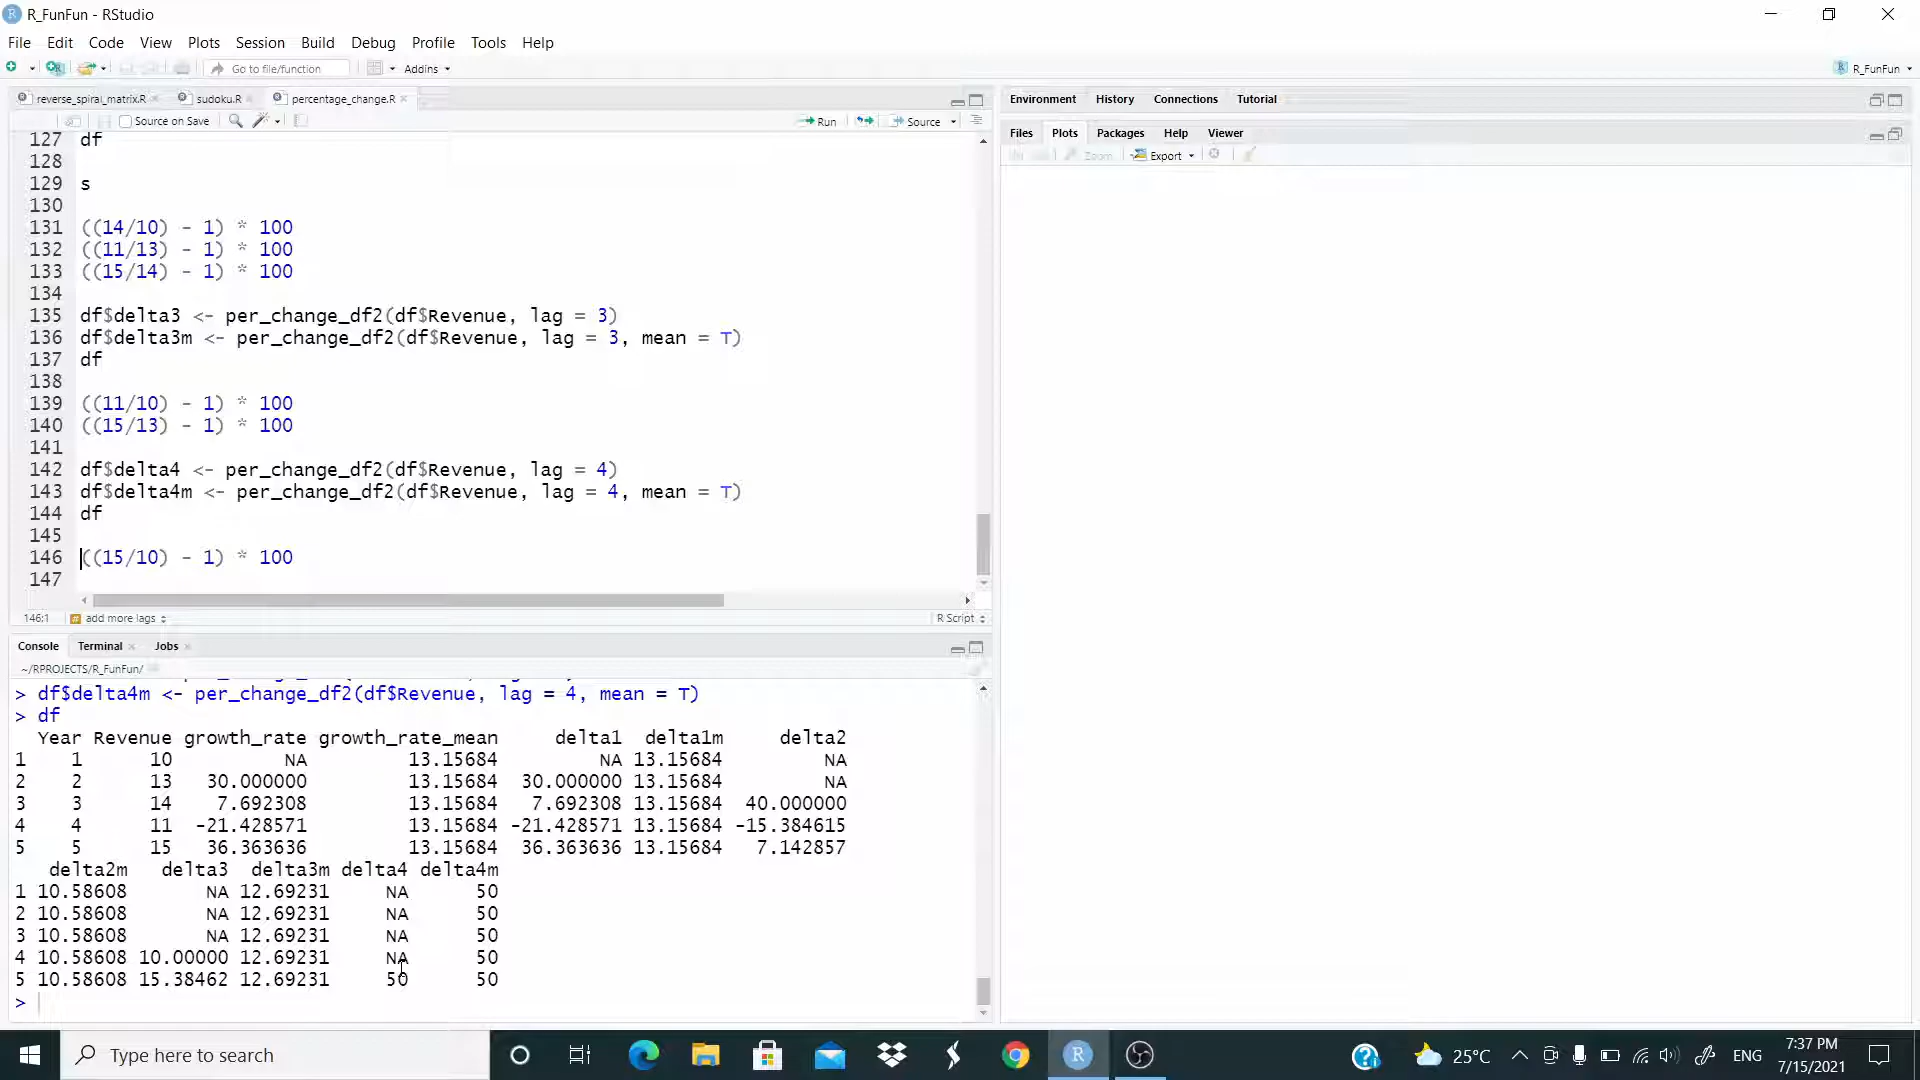 R_FunFun - RStudio
File Edit Code View Plots Session Build Debug Profile Tools Help
Go to file/function Addins R_FunFun
reverse_spiral_matrix.R sudoku.R percentage_change.R
Source on Save Run Source
127 df
128
129 s
130
131 ((14/10) - 1) * 100
132 ((11/13) - 1) * 100
133 ((15/14) - 1) * 100
134
135 df$delta3 <- per_change_df2(df$Revenue, lag = 3)
136 df$delta3m <- per_change_df2(df$Revenue, lag = 3, mean = T)
137 df
138
139 ((11/10) - 1) * 100
140 ((15/13) - 1) * 100
141
142 df$delta4 <- per_change_df2(df$Revenue, lag = 4)
143 df$delta4m <- per_change_df2(df$Revenue, lag = 4, mean = T)
144 df
145
146 ((15/10) - 1) * 100
147
146:1 add more lags R Script
Console Terminal Jobs
~/RPROJECTS/R_FunFun/
> df$delta4m <- per_change_df2(df$Revenue, lag = 4, mean = T)
> df
Year Revenue growth_rate growth_rate_mean delta1 delta1m delta2
1 1 10 NA 13.15684 NA 13.15684 NA
2 2 13 30.000000 13.15684 30.000000 13.15684 NA
3 3 14 7.692308 13.15684 7.692308 13.15684 40.000000
4 4 11 -21.428571 13.15684 -21.428571 13.15684 -15.384615
5 5 15 36.363636 13.15684 36.363636 13.15684 7.142857
delta2m delta3 delta3m delta4 delta4m
1 10.58608 NA 12.69231 NA 50
2 10.58608 NA 12.69231 NA 50
3 10.58608 NA 12.69231 NA 50
4 10.58608 10.00000 12.69231 NA 50
5 10.58608 15.38462 12.69231 50 50
>
Environment History Connections Tutorial
Files Plots Packages Help Viewer
Zoom Export
Type here to search
25°C ENG
7:37 PM
7/15/2021